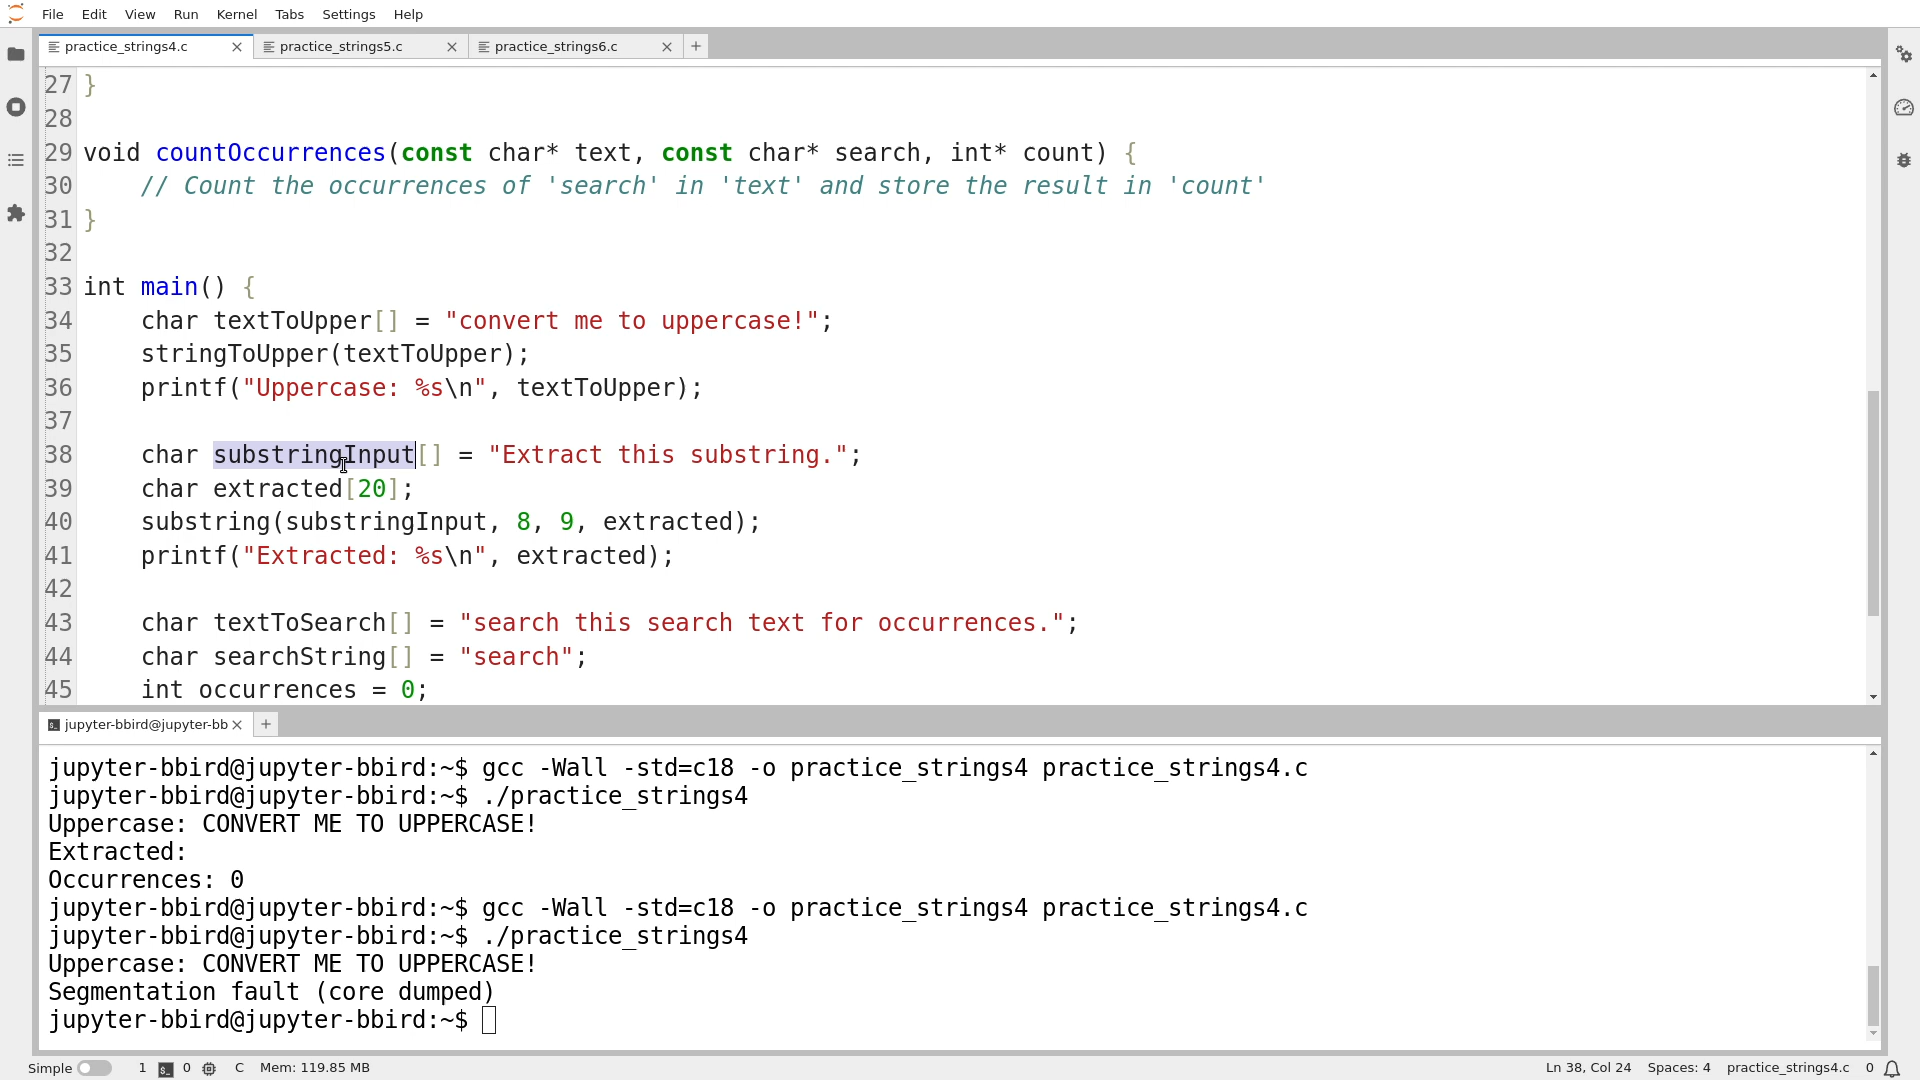 File Edit View Run Kernel Tabs Settings Help
practice_strings4.c practice_strings5.c practice_strings6.c
27 }
28
29 void countOccurrences(const char* text, const char* search, int* count) {
30     // Count the occurrences of 'search' in 'text' and store the result in 'count'
31 }
32
33 int main() {
34     char textToUpper[] = "convert me to uppercase!";
35     stringToUpper(textToUpper);
36     printf("Uppercase: %s\n", textToUpper);
37
38     char substringInput[] = "Extract this substring.";
39     char extracted[20];
40     substring(substringInput, 8, 9, extracted);
41     printf("Extracted: %s\n", extracted);
42
43     char textToSearch[] = "search this search text for occurrences.";
44     char searchString[] = "search";
45     int occurrences = 0;
jupyter-bbird@jupyter-bb
jupyter-bbird@jupyter-bbird:~$ gcc -Wall -std=c18 -o practice_strings4 practice_strings4.c
jupyter-bbird@jupyter-bbird:~$ ./practice_strings4
Uppercase: CONVERT ME TO UPPERCASE!
Extracted:
Occurrences: 0
jupyter-bbird@jupyter-bbird:~$ gcc -Wall -std=c18 -o practice_strings4 practice_strings4.c
jupyter-bbird@jupyter-bbird:~$ ./practice_strings4
Uppercase: CONVERT ME TO UPPERCASE!
Segmentation fault (core dumped)
jupyter-bbird@jupyter-bbird:~$
Simple 1 0 C Mem: 119.85 MB Ln 38, Col 24 Spaces: 4 practice_strings4.c 0